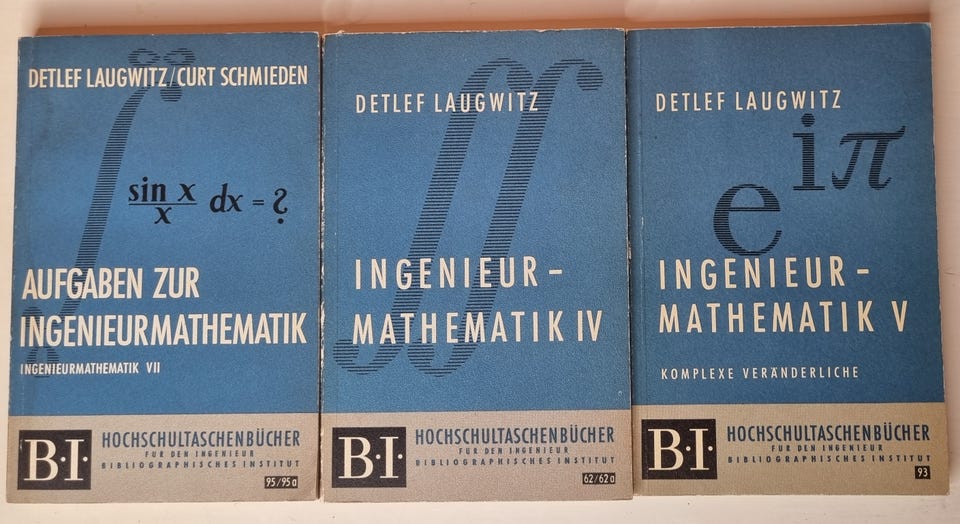 DETLEF LAUGWITZ/CURT SCHMIEDEN
∫ sin x / x dx = ?
AUFGABEN ZUR
INGENIEURMATHEMATIK
INGENIEURMATHEMATIK VII
B·I·
HOCHSCHULTASCHENBÜCHER
FÜR DEN INGENIEUR
BIBLIOGRAPHISCHES INSTITUT
95/95a
DETLEF LAUGWITZ
∫∫
INGENIEUR-
MATHEMATIK IV
B·I·
HOCHSCHULTASCHENBÜCHER
FÜR DEN INGENIEUR
BIBLIOGRAPHISCHES INSTITUT
62/62a
DETLEF LAUGWITZ
e^iπ
INGENIEUR-
MATHEMATIK V
KOMPLEXE VERÄNDERLICHE
B·I·
HOCHSCHULTASCHENBÜCHER
FÜR DEN INGENIEUR
BIBLIOGRAPHISCHES INSTITUT
93